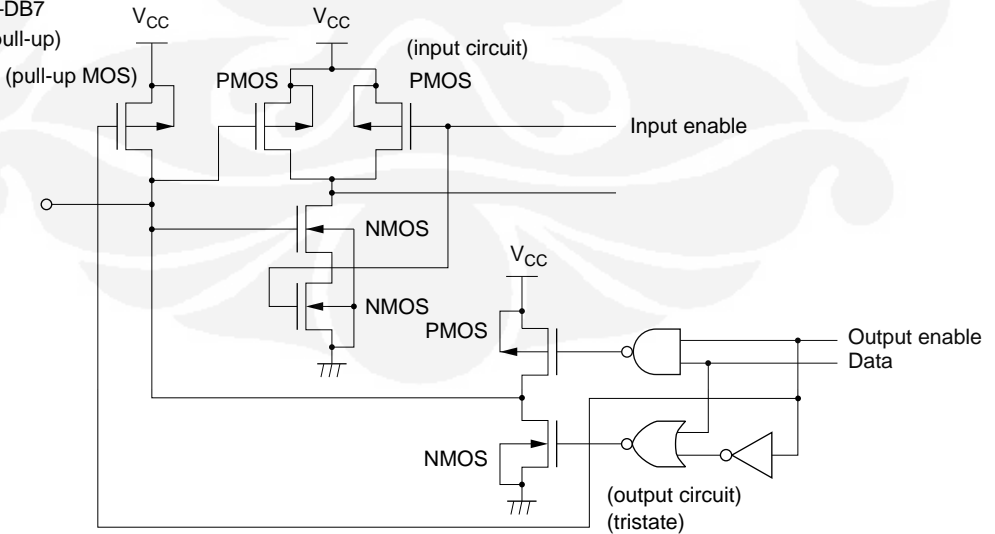 -DB7
pull-up)
(pull-up MOS)
VCC
VCC
(input circuit)
PMOS
PMOS
Input enable
NMOS
NMOS
VCC
PMOS
Output enable
Data
NMOS
(output circuit)
(tristate)